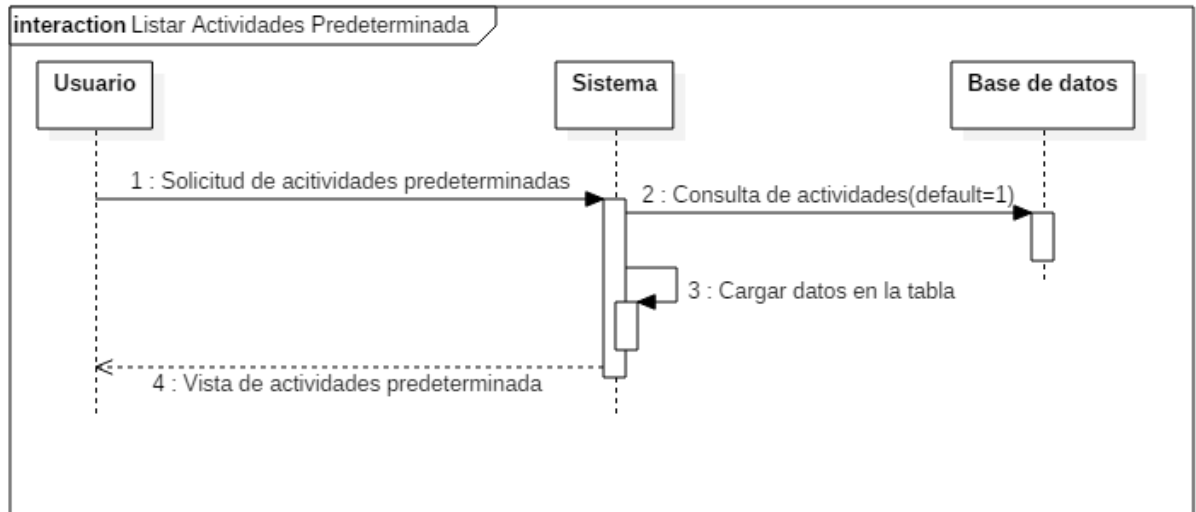 interaction Listar Actividades Predeterminada
Usuario
Sistema
Base de datos
1 : Solicitud de acitividades predeterminadas
2 : Consulta de actividades(default=1)
3 : Cargar datos en la tabla
4 : Vista de actividades predeterminada